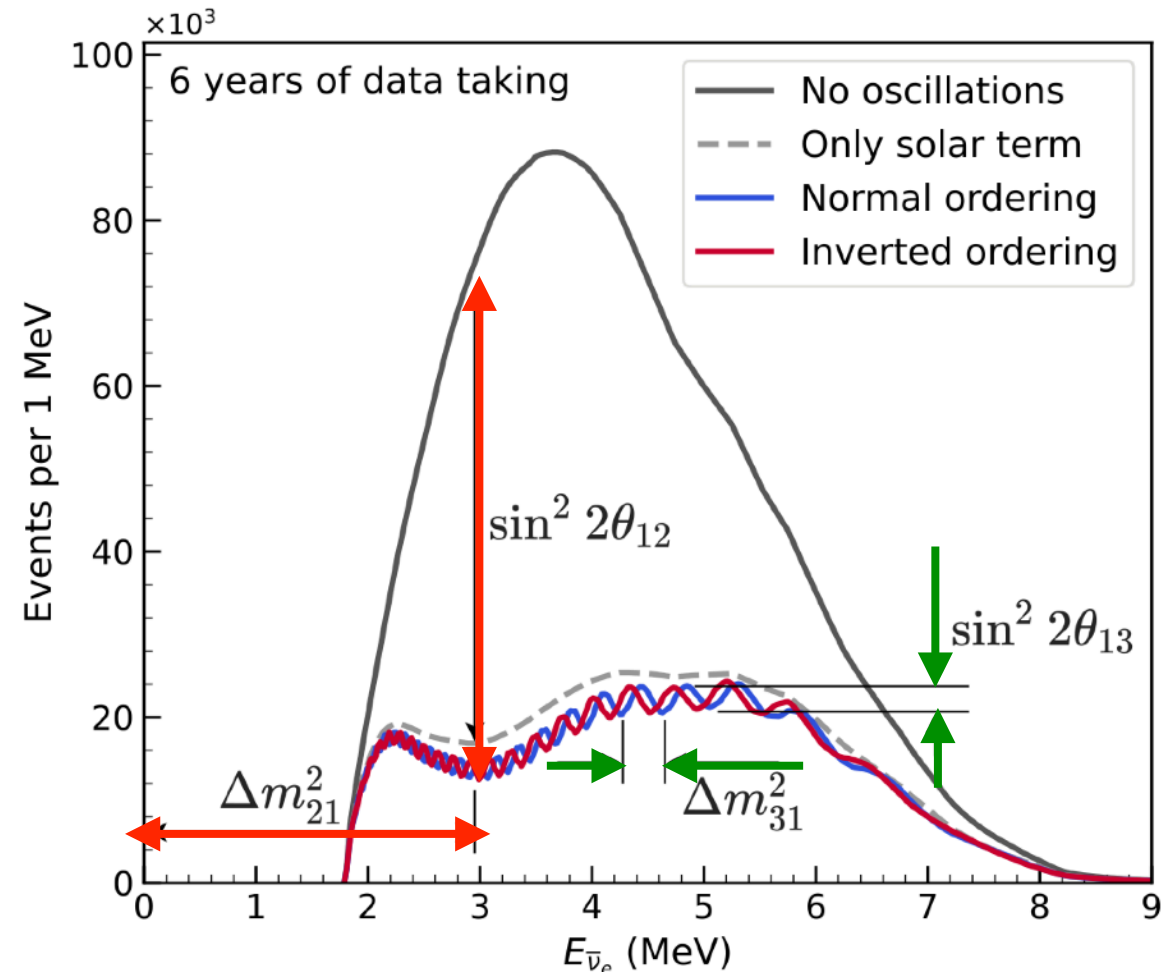 ×10³
100
80
60
40
20
0
Events per 1 MeV
6 years of data taking
No oscillations
Only solar term
Normal ordering
Inverted ordering
sin² 2θ₁₂
sin² 2θ₁₃
Δm²₂₁
Δm²₃₁
0 1 2 3 4 5 6 7 8 9
E_ν̄ₑ (MeV)